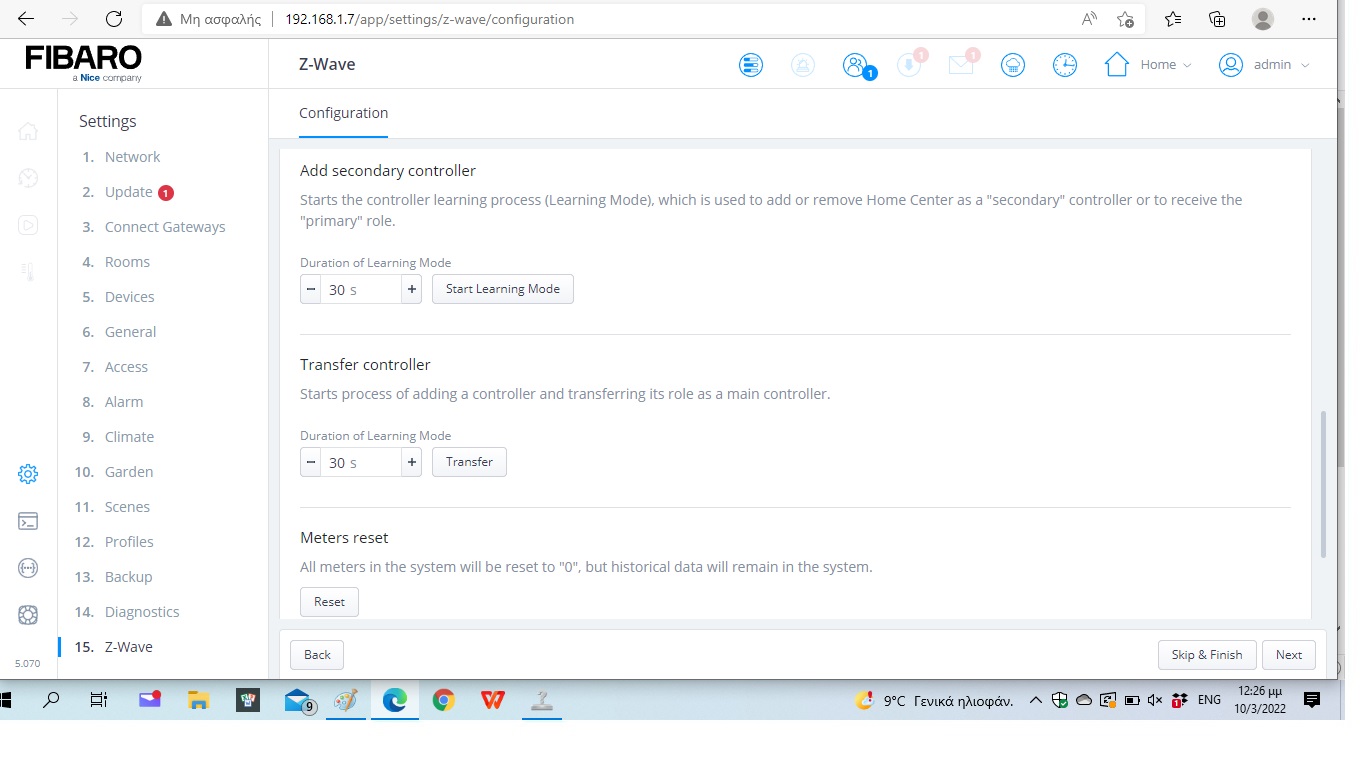 Μη ασφαλής
192.168.1.7/app/settings/z-wave/configuration
FIBARO
a Nice company
Z-Wave
1
1
1
Home
admin
Configuration
Settings
1. Network
2. Update 1
3. Connect Gateways
4. Rooms
5. Devices
6. General
7. Access
8. Alarm
9. Climate
10. Garden
11. Scenes
12. Profiles
13. Backup
14. Diagnostics
15. Z-Wave
5.070
Add secondary controller
Starts the controller learning process (Learning Mode), which is used to add or remove Home Center as a "secondary" controller or to receive the
"primary" role.
Duration of Learning Mode
− 30 s + Start Learning Mode
Transfer controller
Starts process of adding a controller and transferring its role as a main controller.
Duration of Learning Mode
− 30 s + Transfer
Meters reset
All meters in the system will be reset to "0", but historical data will remain in the system.
Reset
Back
Skip & Finish
Next
9
9°C Γενικά ηλιοφάν.
1
ENG
12:26 μμ
10/3/2022